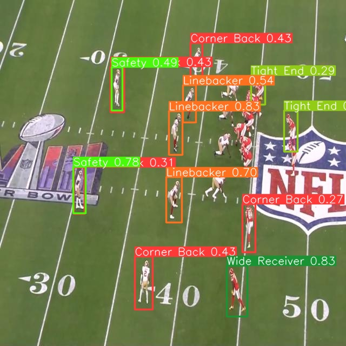 Corner Back 0.43
Safety 0.49
0.43
Tight End 0.29
Linebacker 0.54
Linebacker 0.83
Tight End
Safety 0.78
0.31
Linebacker 0.70
NFL
Corner Back 0.27
Corner Back 0.43
Wide Receiver 0.83
30
40
50